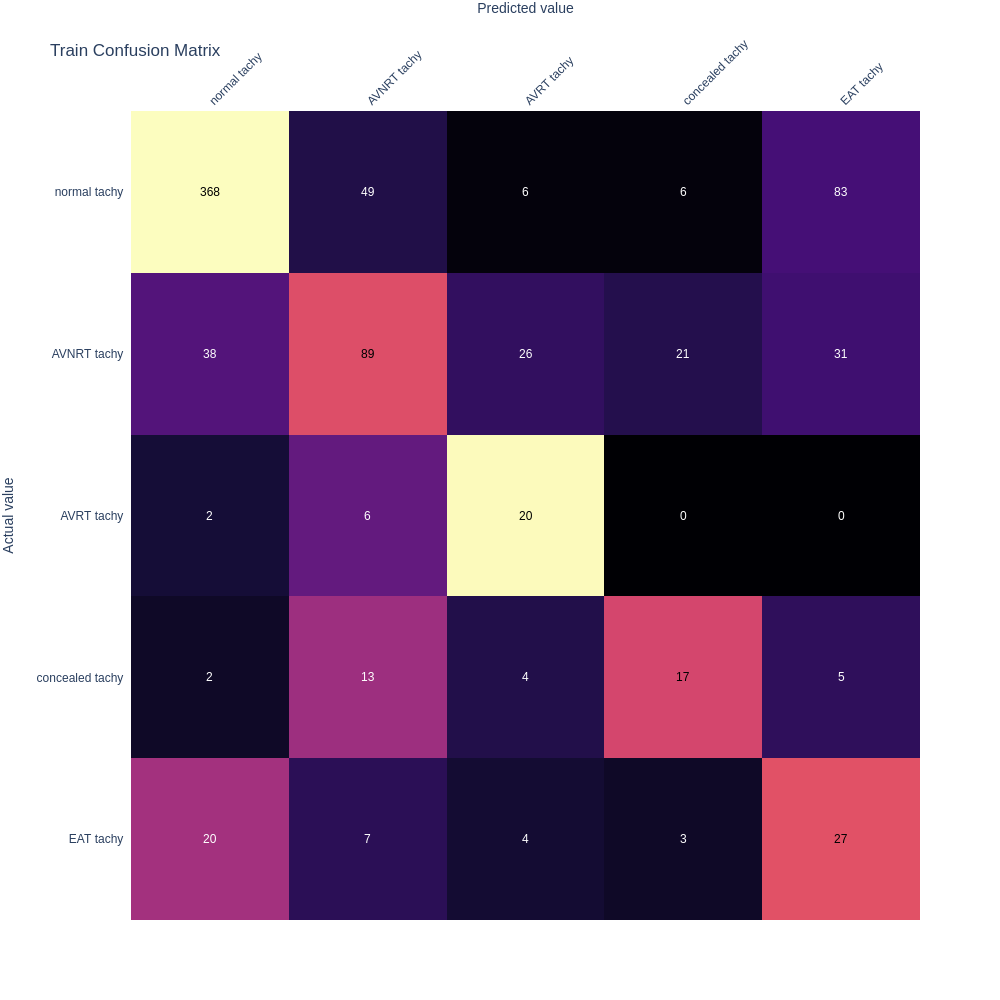 Predicted value
Train Confusion Matrix
normal tachy
AVNRT tachy
AVRT tachy
concealed tachy
EAT tachy
Actual value
normal tachy 368 49 6 6 83
AVNRT tachy 38 89 26 21 31
AVRT tachy 2 6 20 0 0
concealed tachy 2 13 4 17 5
EAT tachy 20 7 4 3 27